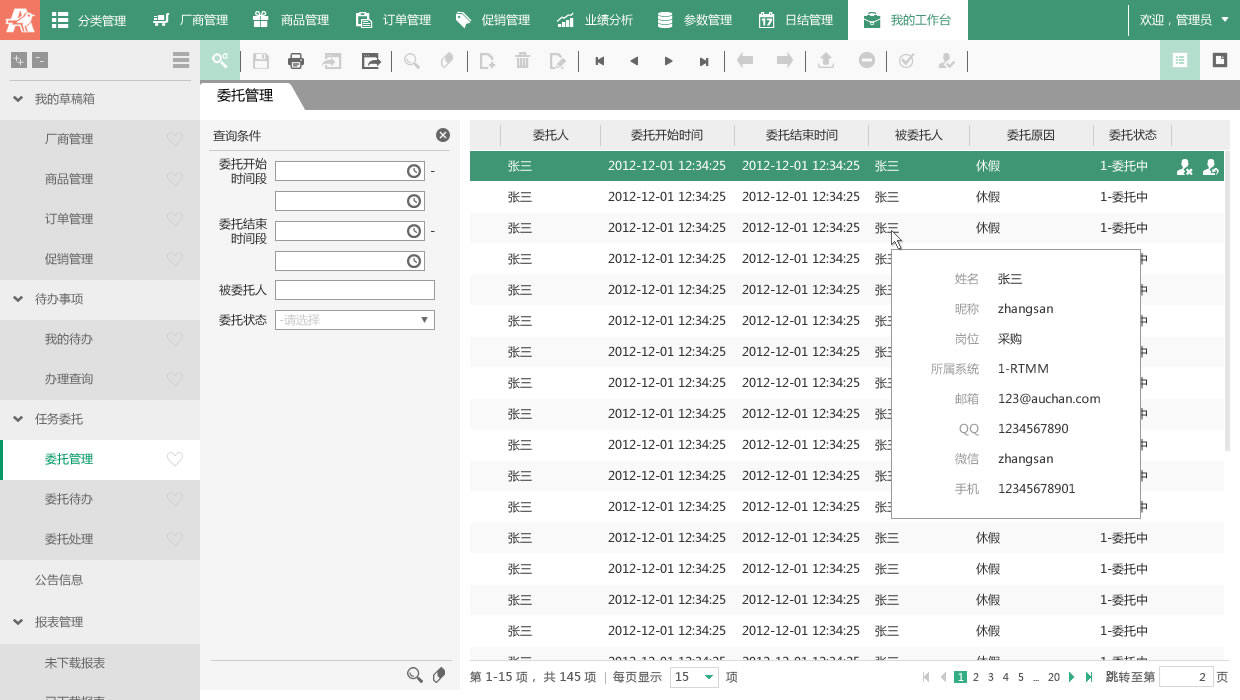 分类管理 厂商管理 商品管理 订单管理 促销管理 业绩分析 参数管理 日结管理 我的工作台 欢迎，管理员
我的草稿箱
厂商管理
商品管理
订单管理
促销管理
待办事项
我的待办
办理查询
任务委托
委托管理
委托待办
委托处理
公告信息
报表管理
未下载报表
委托管理
查询条件
委托开始
时间段 -
委托结束
时间段 -
被委托人
委托状态 -请选择
委托人 委托开始时间 委托结束时间 被委托人 委托原因 委托状态
张三 2012-12-01 12:34:25 2012-12-01 12:34:25 张三 休假 1-委托中
张三 2012-12-01 12:34:25 2012-12-01 12:34:25 张三 休假 1-委托中
张三 2012-12-01 12:34:25 2012-12-01 12:34:25 张三 休假 1-委托中
张三 2012-12-01 12:34:25 2012-12-01 12:34:25 张 中
张三 2012-12-01 12:34:25 2012-12-01 12:34:25 张 中
张三 2012-12-01 12:34:25 2012-12-01 12:34:25 张 中
张三 2012-12-01 12:34:25 2012-12-01 12:34:25 张 中
张三 2012-12-01 12:34:25 2012-12-01 12:34:25 张 中
张三 2012-12-01 12:34:25 2012-12-01 12:34:25 张 中
张三 2012-12-01 12:34:25 2012-12-01 12:34:25 张 中
张三 2012-12-01 12:34:25 2012-12-01 12:34:25 张 中
张三 2012-12-01 12:34:25 2012-12-01 12:34:25 张 中
张三 2012-12-01 12:34:25 2012-12-01 12:34:25 张三 休假 1-委托中
张三 2012-12-01 12:34:25 2012-12-01 12:34:25 张三 休假 1-委托中
张三 2012-12-01 12:34:25 2012-12-01 12:34:25 张三 休假 1-委托中
张三 2012-12-01 12:34:25 2012-12-01 12:34:25 张三 休假 1-委托中
姓名 张三
昵称 zhangsan
岗位 采购
所属系统 1-RTMM
邮箱 123@auchan.com
QQ 1234567890
微信 zhangsan
手机 12345678901
第 1-15 项，共 145 项 | 每页显示 15 项 1 2 3 4 5 ... 20 跳转至第 2 页